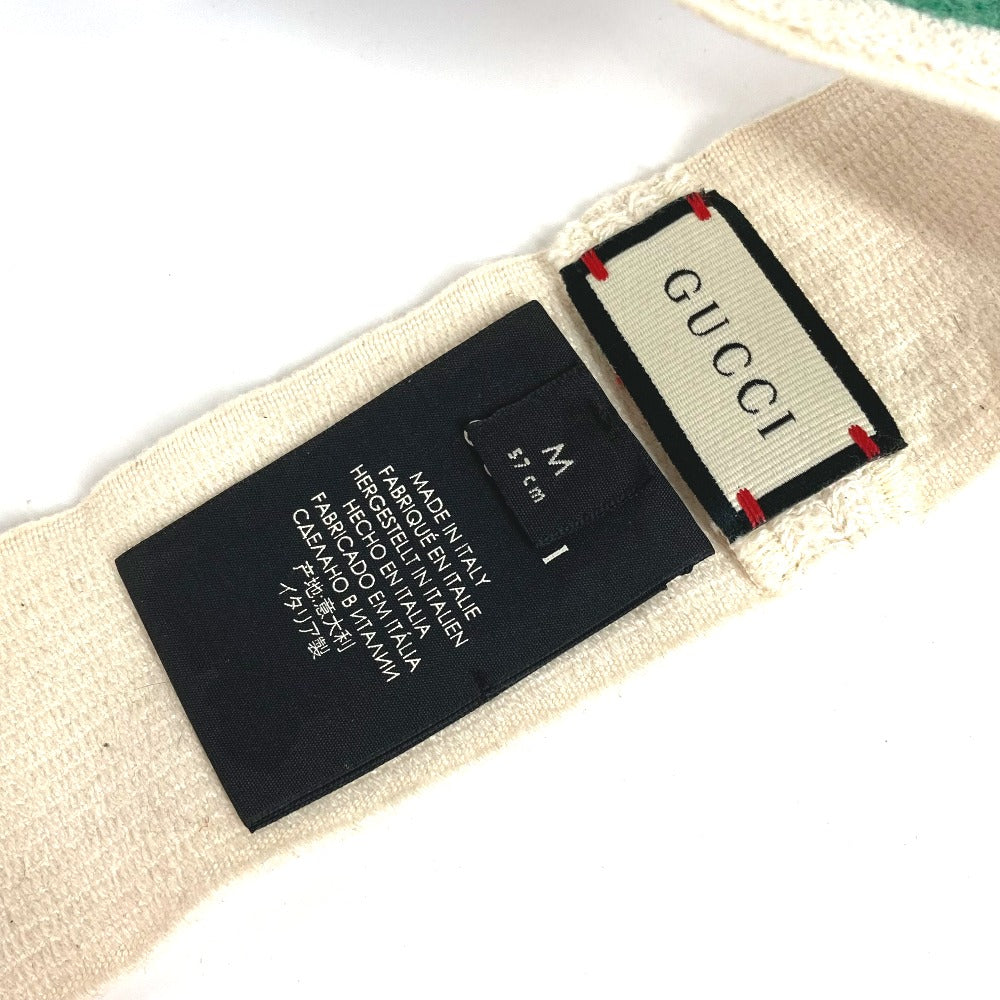 GUCCI
M
57 cm
I
MADE IN ITALY
FABRIQUÉ EN ITALIE
HERGESTELLT IN ITALIEN
HECHO EN ITALIA
FABRICADO EM ITÁLIA
СДЕЛАНО В ИТАЛИИ
产地:意大利
イタリア製